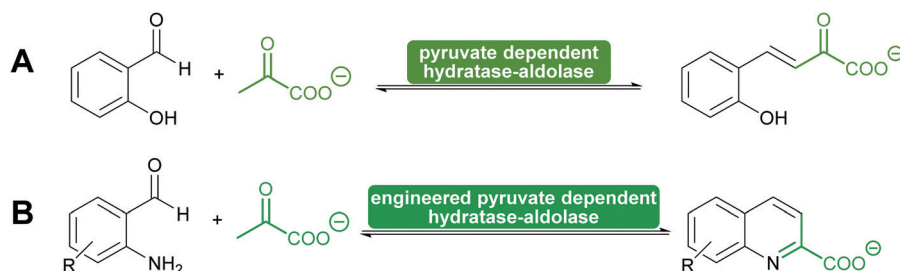 A
O
H
OH
+
O
COO⊖
pyruvate dependent
hydratase-aldolase
O
COO⊖
OH
B
O
H
NH₂
R
+
O
COO⊖
engineered pyruvate dependent
hydratase-aldolase
N
COO⊖
R